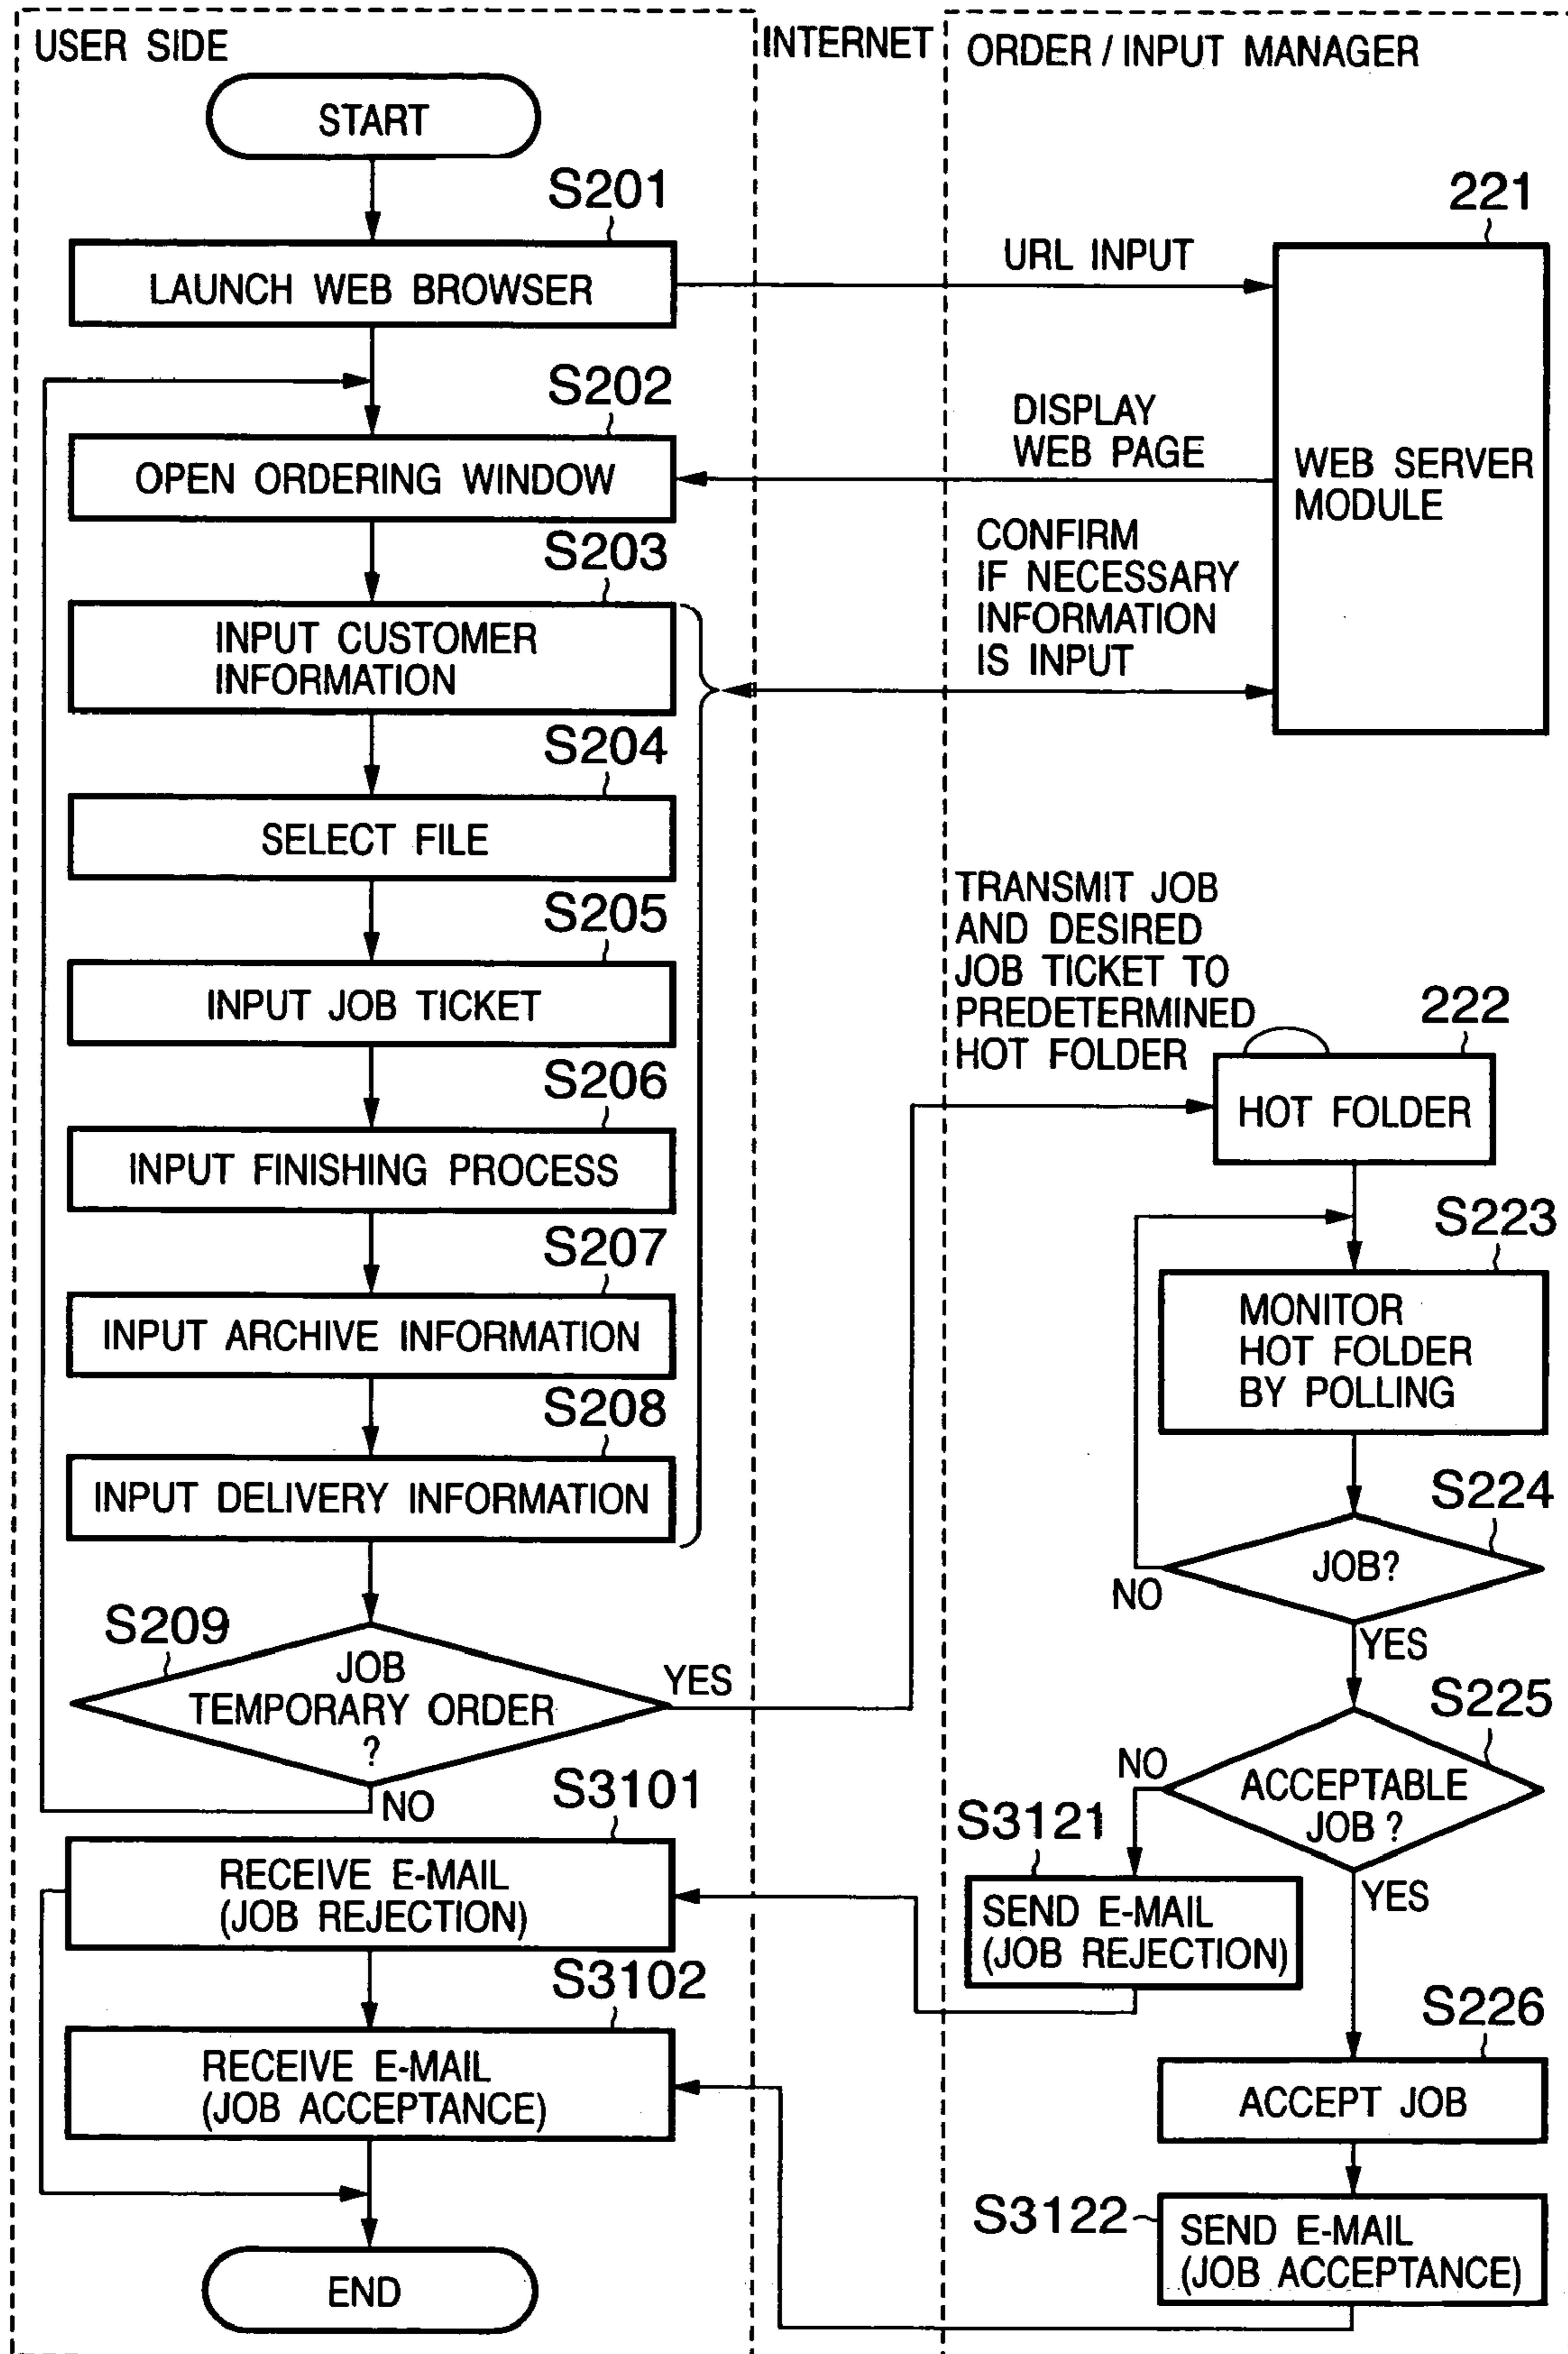 USER SIDE
INTERNET
ORDER / INPUT MANAGER
START
S201
LAUNCH WEB BROWSER
URL INPUT
221
S202
OPEN ORDERING WINDOW
DISPLAY
WEB PAGE
WEB SERVER
MODULE
S203
INPUT CUSTOMER
INFORMATION
CONFIRM
IF NECESSARY
INFORMATION
IS INPUT
S204
SELECT FILE
S205
INPUT JOB TICKET
TRANSMIT JOB
AND DESIRED
JOB TICKET TO
PREDETERMINED
HOT FOLDER
222
HOT FOLDER
S206
INPUT FINISHING PROCESS
S207
INPUT ARCHIVE INFORMATION
S223
MONITOR
HOT FOLDER
BY POLLING
S208
INPUT DELIVERY INFORMATION
S224
JOB?
NO
YES
S209
JOB
TEMPORARY ORDER
?
YES
NO
S225
ACCEPTABLE
JOB ?
NO
YES
S3101
RECEIVE E-MAIL
(JOB REJECTION)
S3121
SEND E-MAIL
(JOB REJECTION)
S3102
RECEIVE E-MAIL
(JOB ACCEPTANCE)
S226
ACCEPT JOB
S3122
SEND E-MAIL
(JOB ACCEPTANCE)
END